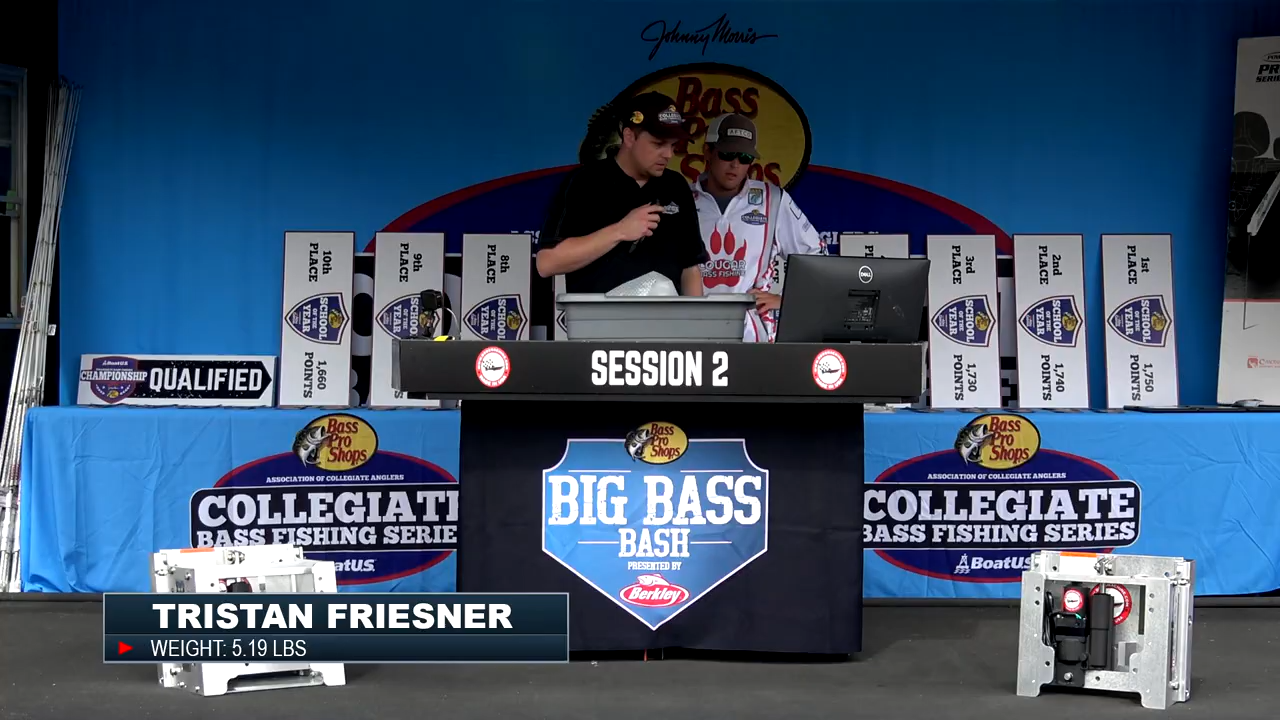 Johnny Morris
Bass
Pro
Shops
AFTCO
COUGAR
BASS FISHING
10th
PLACE
SCHOOL
OF THE
YEAR
1,660
POINTS
9th
PLACE
SCHOOL
OF THE
YEAR
8th
PLACE
SCHOOL
OF THE
YEAR
3rd
PLACE
SCHOOL
OF THE
YEAR
1,730
POINTS
2nd
PLACE
SCHOOL
OF THE
YEAR
1,740
POINTS
1st
PLACE
SCHOOL
OF THE
YEAR
1,750
POINTS
DELL
BoatUS
CHAMPIONSHIP
QUALIFIED
SESSION 2
Bass
Pro Shops
ASSOCIATION OF COLLEGIATE ANGLERS
COLLEGIATE
BASS FISHING SERIE
atU.S.
Bass
Pro Shops
BIG BASS
BASH
PRESENTED BY
Berkley
Bass
Pro Shops
ASSOCIATION OF COLLEGIATE ANGLERS
COLLEGIATE
BASS FISHING SERIES
BoatUS
TRISTAN FRIESNER
WEIGHT: 5.19 LBS